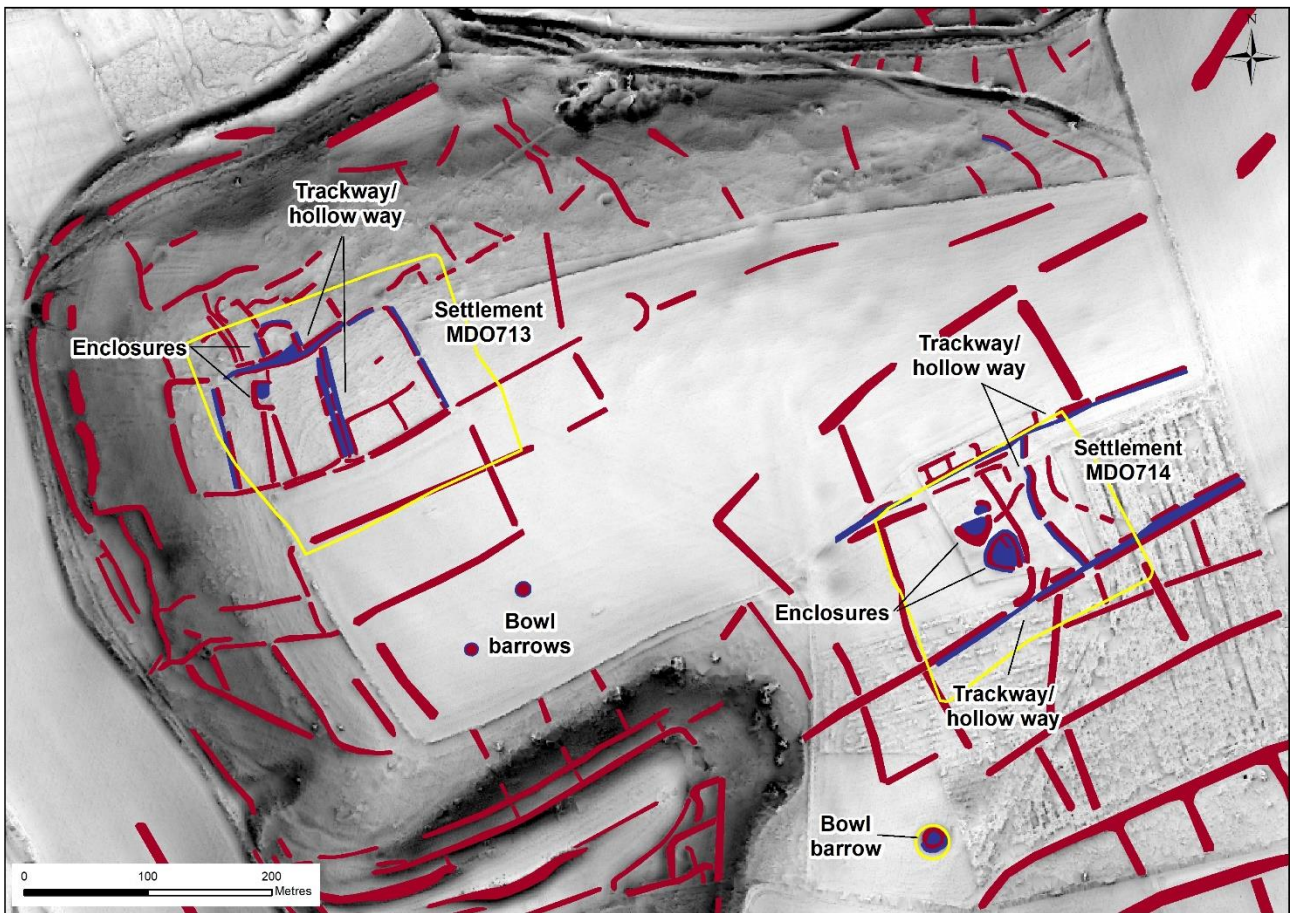 N
Trackway/
hollow way
Settlement
MDO713
Enclosures
Trackway/
hollow way
Settlement
MDO714
Enclosures
Bowl
barrows
Trackway/
hollow way
Bowl
barrow
0 100 200
Metres